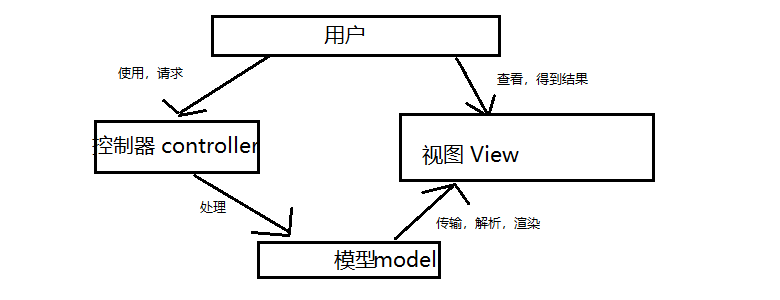 用户
使用，请求
查看，得到结果
控制器 controller
视图 View
处理
传输，解析，渲染
模型model